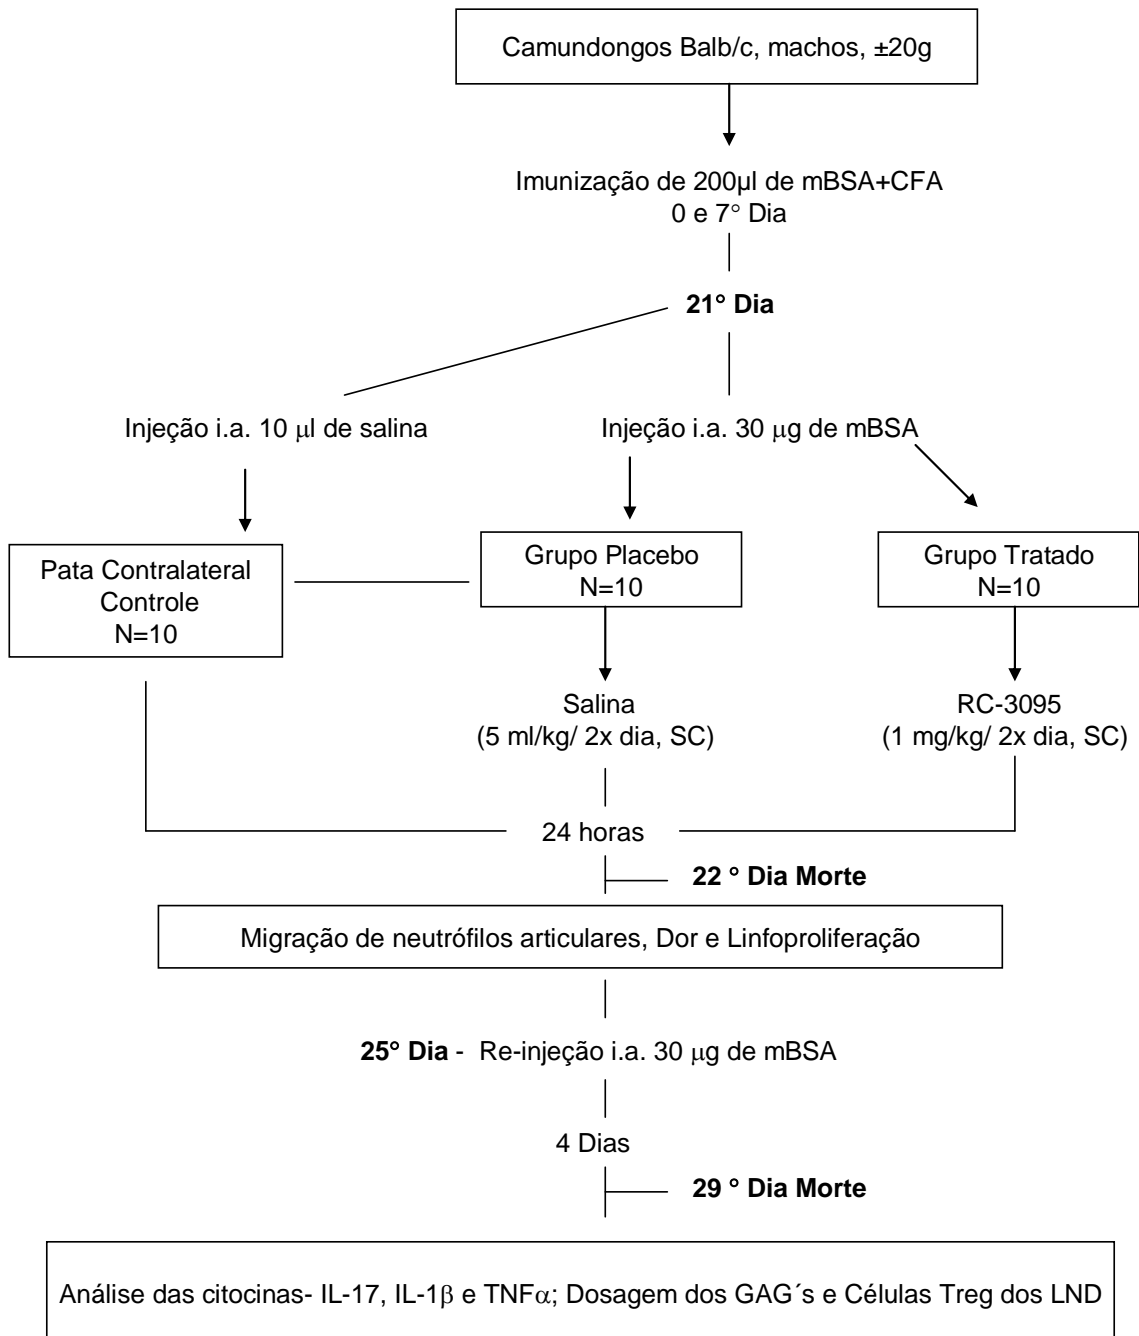 Camundongos Balb/c, machos, ±20g
Imunização de 200µl de mBSA+CFA
0 e 7° Dia
21° Dia
Injeção i.a. 10 µl de salina
Injeção i.a. 30 µg de mBSA
Pata Contralateral
Controle
N=10
Grupo Placebo
N=10
Grupo Tratado
N=10
Salina
(5 ml/kg/ 2x dia, SC)
RC-3095
(1 mg/kg/ 2x dia, SC)
24 horas
22 ° Dia Morte
Migração de neutrófilos articulares, Dor e Linfoproliferação
25° Dia - Re-injeção i.a. 30 µg de mBSA
4 Dias
29 ° Dia Morte
Análise das citocinas- IL-17, IL-1β e TNFα; Dosagem dos GAG´s e Células Treg dos LND